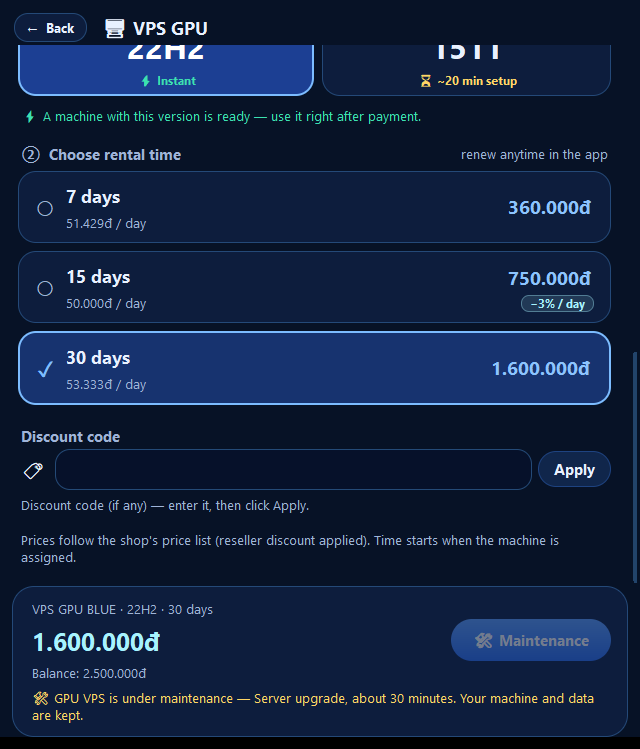 ← Back
VPS GPU
22H2
Instant
~20 min setup
A machine with this version is ready — use it right after payment.
② Choose rental time
renew anytime in the app
7 days
51.429đ / day
360.000đ
15 days
50.000đ / day
750.000đ
−3% / day
30 days
53.333đ / day
1.600.000đ
Discount code
Apply
Discount code (if any) — enter it, then click Apply.
Prices follow the shop's price list (reseller discount applied). Time starts when the machine is
assigned.
VPS GPU BLUE · 22H2 · 30 days
1.600.000đ
Maintenance
Balance: 2.500.000đ
GPU VPS is under maintenance — Server upgrade, about 30 minutes. Your machine and data
are kept.